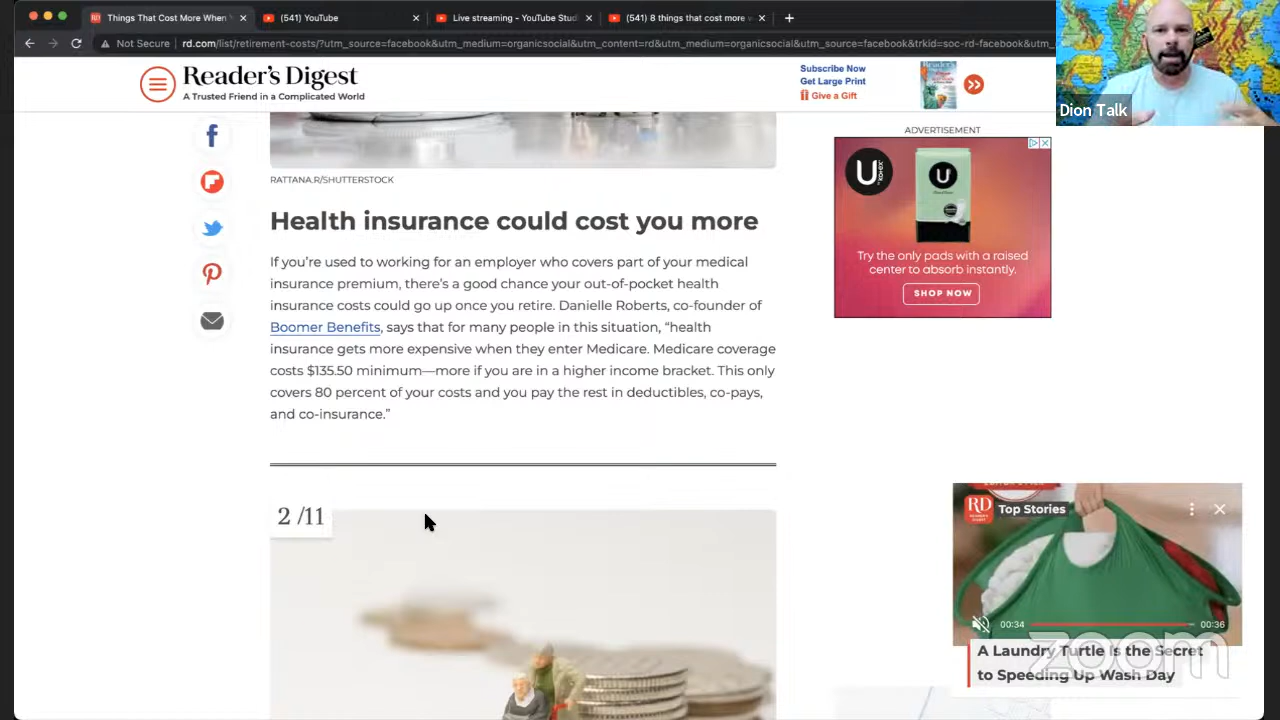 Things That Cost More When
(541) YouTube
Live streaming - YouTube Stud
(541) 8 things that cost more v
Not Secure
rd.com/list/retirement-costs/?utm_source=facebook&utm_medium=organicsocial&utm_content=rd&utm_medium=organicsocial&utm_source=facebook&trkid=soc-rd-facebook&utm_
Reader's Digest
A Trusted Friend in a Complicated World
Subscribe Now
Get Large Print
Give a Gift
Dion Talk
RATTANA.R/SHUTTERSTOCK
Health insurance could cost you more
If you’re used to working for an employer who covers part of your medical
insurance premium, there’s a good chance your out-of-pocket health
insurance costs could go up once you retire. Danielle Roberts, co-founder of
Boomer Benefits, says that for many people in this situation, “health
insurance gets more expensive when they enter Medicare. Medicare coverage
costs $135.50 minimum—more if you are in a higher income bracket. This only
covers 80 percent of your costs and you pay the rest in deductibles, co-pays,
and co-insurance.”
2 /11
ADVERTISEMENT
U
Try the only pads with a raised
center to absorb instantly.
SHOP NOW
RD
Top Stories
00:34
00:36
A Laundry Turtle Is the Secret
to Speeding Up Wash Day
zoom